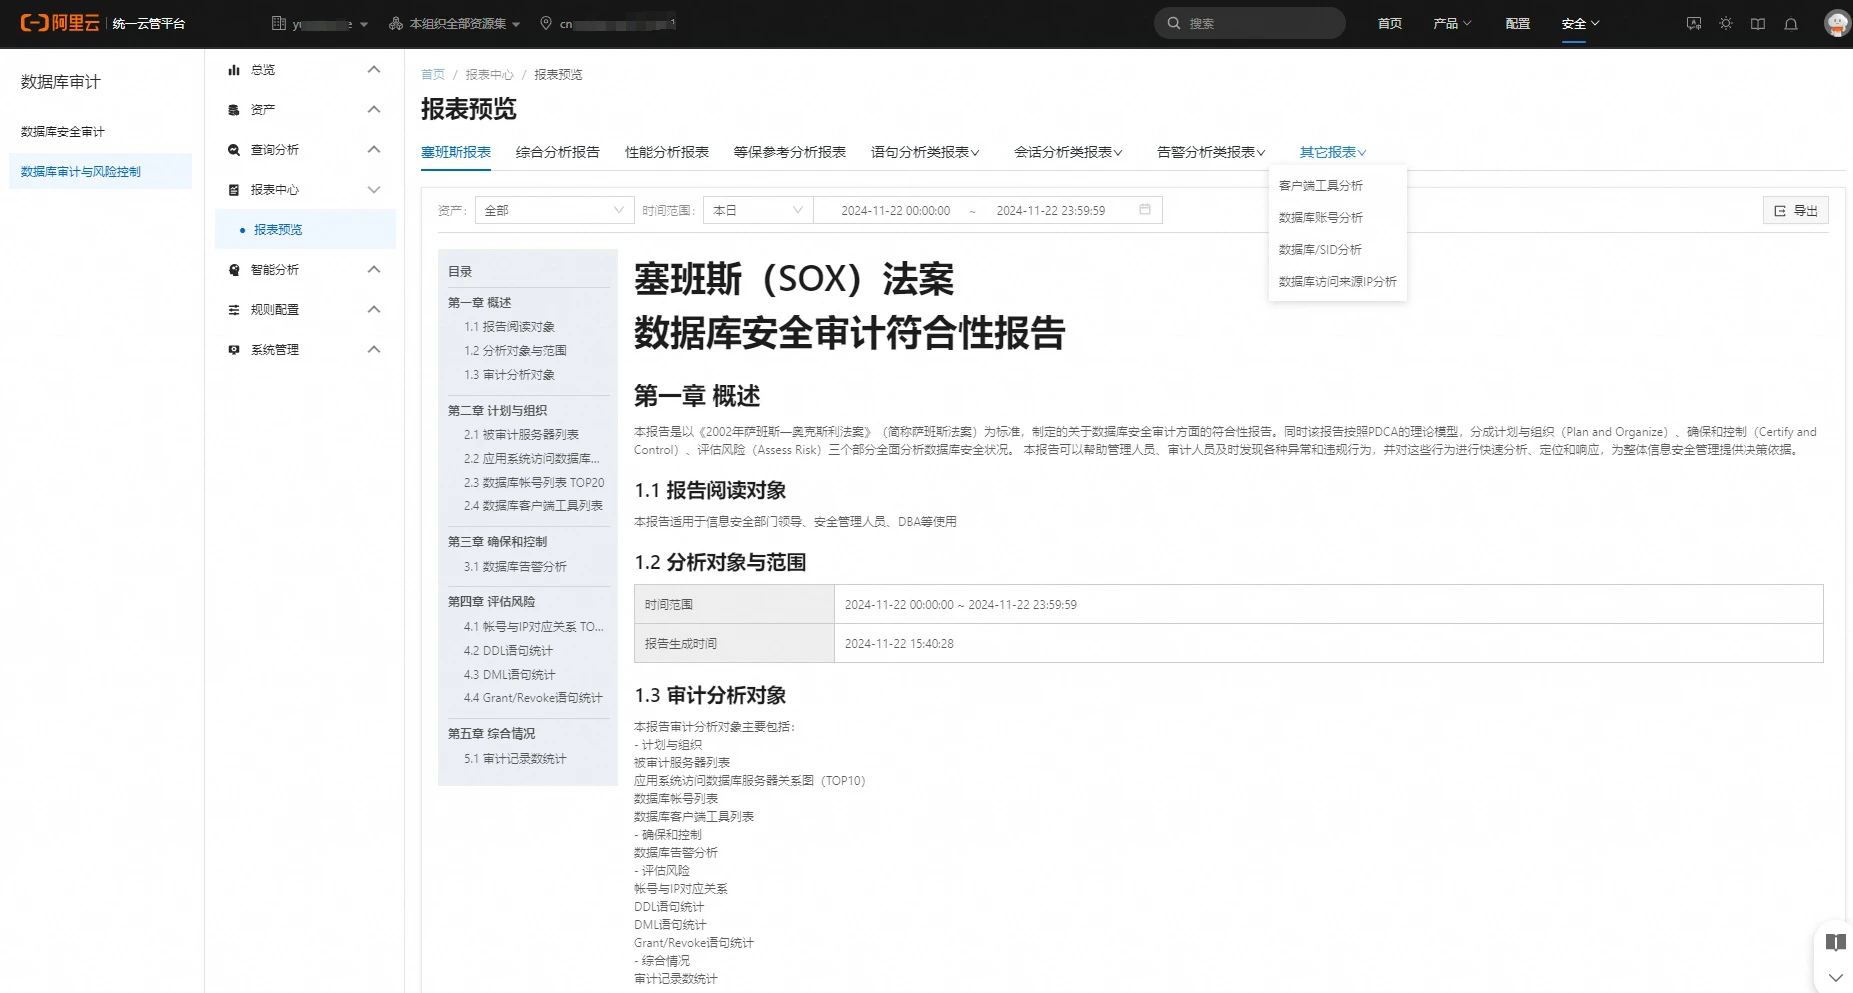 阿里云 统一云管平台
本组织全部资源集
cn
搜索
首页
产品
配置
安全
数据库审计
数据库安全审计
数据库审计与风险控制
总览
资产
查询分析
报表中心
报表预览
智能分析
规则配置
系统管理
首页 / 报表中心 / 报表预览
报表预览
塞班斯报表
综合分析报告
性能分析报表
等保参考分析报表
语句分析类报表
会话分析类报表
告警分析类报表
其它报表
客户端工具分析
数据库账号分析
数据库/SID分析
数据库访问来源IP分析
资产: 全部
时间范围: 本日
2024-11-22 00:00:00 ~ 2024-11-22 23:59:59
导出
目录
第一章 概述
1.1 报告阅读对象
1.2 分析对象与范围
1.3 审计分析对象
第二章 计划与组织
2.1 被审计服务器列表
2.2 应用系统访问数据库...
2.3 数据库帐号列表 TOP20
2.4 数据库客户端工具列表
第三章 确保和控制
3.1 数据库告警分析
第四章 评估风险
4.1 帐号与IP对应关系 TO...
4.2 DDL语句统计
4.3 DML语句统计
4.4 Grant/Revoke语句统计
第五章 综合情况
5.1 审计记录数统计
塞班斯（SOX）法案
数据库安全审计符合性报告
第一章 概述
本报告是以《2002年萨班斯—奥克斯利法案》（简称萨班斯法案）为标准，制定的关于数据库安全审计方面的符合性报告。同时该报告按照PDCA的理论模型，分成计划与组织（Plan and Organize）、确保和控制（Certify and
Control）、评估风险（Assess Risk）三个部分全面分析数据库安全状况。 本报告可以帮助管理人员、审计人员及时发现各种异常和违规行为，并对这些行为进行快速分析、定位和响应，为整体信息安全管理提供决策依据。
1.1 报告阅读对象
本报告适用于信息安全部门领导、安全管理人员、DBA等使用
1.2 分析对象与范围
时间范围 2024-11-22 00:00:00 ~ 2024-11-22 23:59:59
报告生成时间 2024-11-22 15:40:28
1.3 审计分析对象
本报告审计分析对象主要包括：
- 计划与组织
被审计服务器列表
应用系统访问数据库服务器关系图（TOP10）
数据库帐号列表
数据库客户端工具列表
- 确保和控制
数据库告警分析
- 评估风险
帐号与IP对应关系
DDL语句统计
DML语句统计
Grant/Revoke语句统计
- 综合情况
审计记录数统计